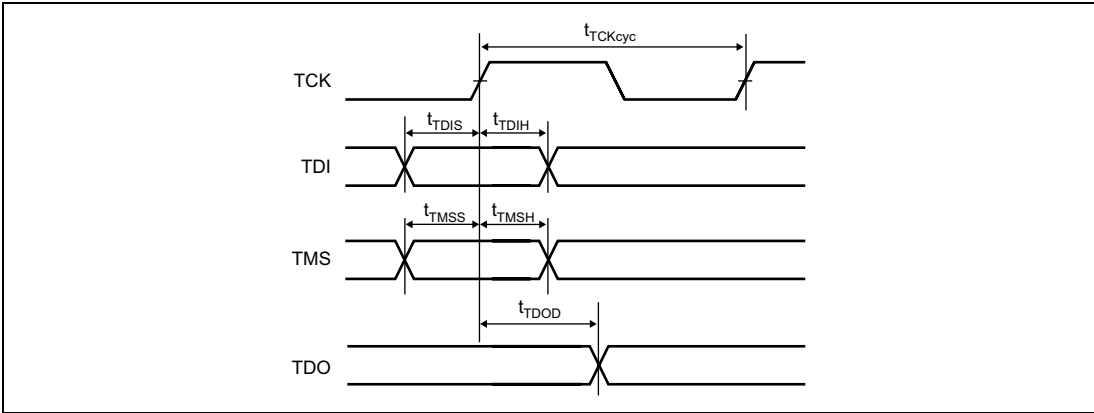 tTCKcyc
TCK
tTDIS tTDIH
TDI
tTMSS tTMSH
TMS
tTDOD
TDO